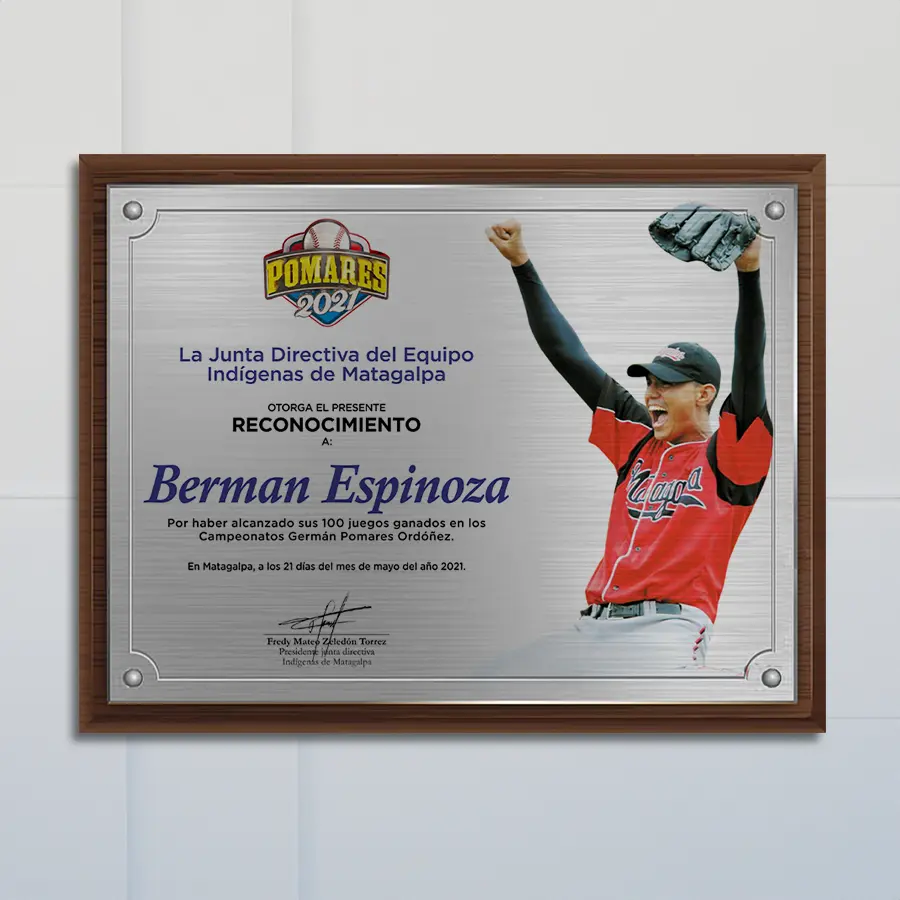 POMARES
2021
La Junta Directiva del Equipo
Indígenas de Matagalpa
OTORGA EL PRESENTE
RECONOCIMIENTO
A:
Berman Espinoza
Por haber alcanzado sus 100 juegos ganados en los
Campeonatos Germán Pomares Ordóñez.
En Matagalpa, a los 21 días del mes de mayo del año 2021.
Fredy Mateo Zeledón Torrez
Presidente junta directiva
Indígenas de Matagalpa
Matagalpa